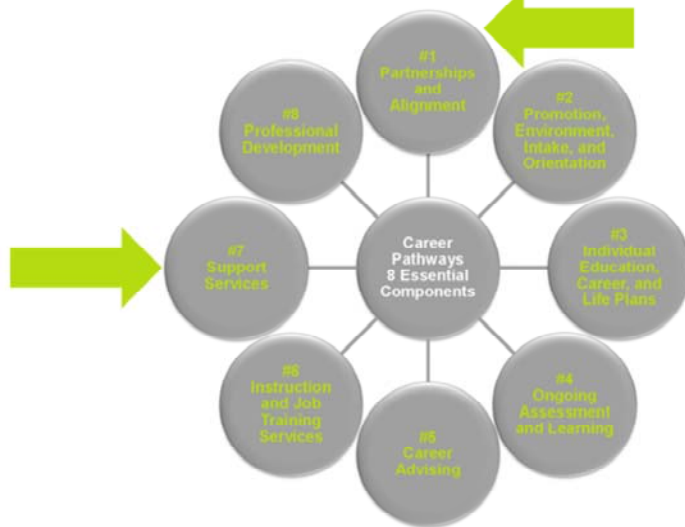 Career
Pathways
8 Essential
Components
#1
Partnerships
and
Alignment
#2
Promotion,
Environment,
Intake, and
Orientation
#3
Individual
Education,
Career, and
Life Plans
#4
Ongoing
Assessment
and Learning
#5
Career
Advising
#6
Instruction
and Job
Training
Services
#7
Support
Services
#8
Professional
Development